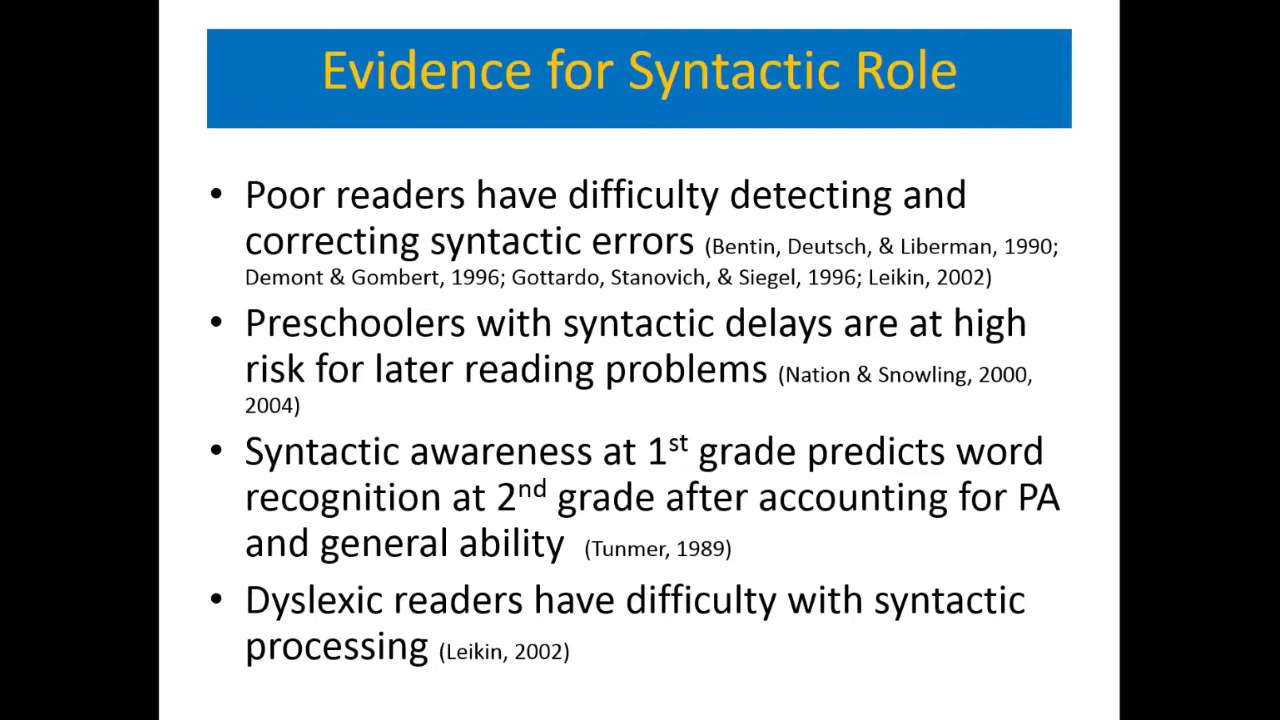 Evidence for Syntactic Role
• Poor readers have difficulty detecting and
correcting syntactic errors (Bentin, Deutsch, & Liberman, 1990;
Demont & Gombert, 1996; Gottardo, Stanovich, & Siegel, 1996; Leikin, 2002)
• Preschoolers with syntactic delays are at high
risk for later reading problems (Nation & Snowling, 2000,
2004)
• Syntactic awareness at 1st grade predicts word
recognition at 2nd grade after accounting for PA
and general ability (Tunmer, 1989)
• Dyslexic readers have difficulty with syntactic
processing (Leikin, 2002)